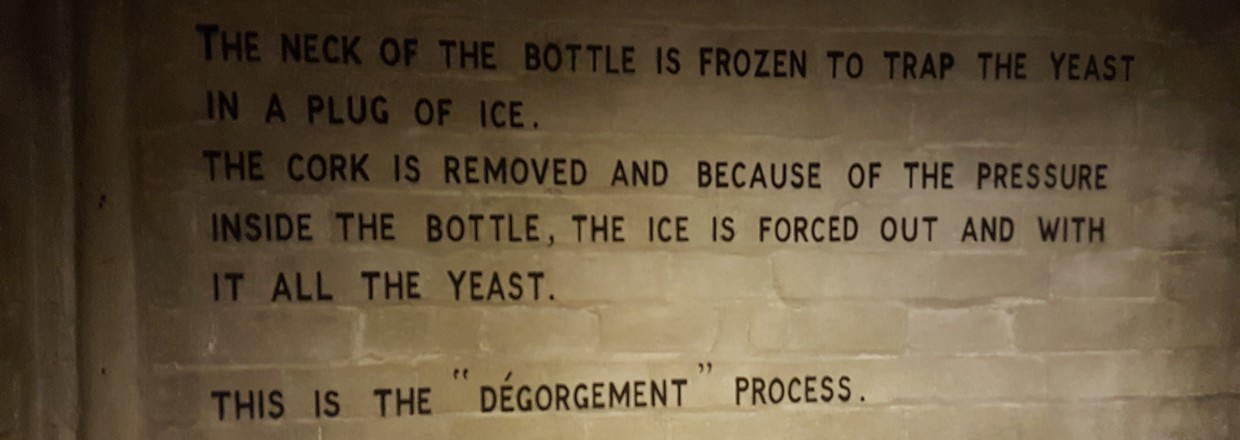 THE NECK OF THE BOTTLE IS FROZEN TO TRAP THE YEAST
IN A PLUG OF ICE.
THE CORK IS REMOVED AND BECAUSE OF THE PRESSURE
INSIDE THE BOTTLE, THE ICE IS FORCED OUT AND WITH
IT ALL THE YEAST.
THIS IS THE “DÉGORGEMENT” PROCESS.